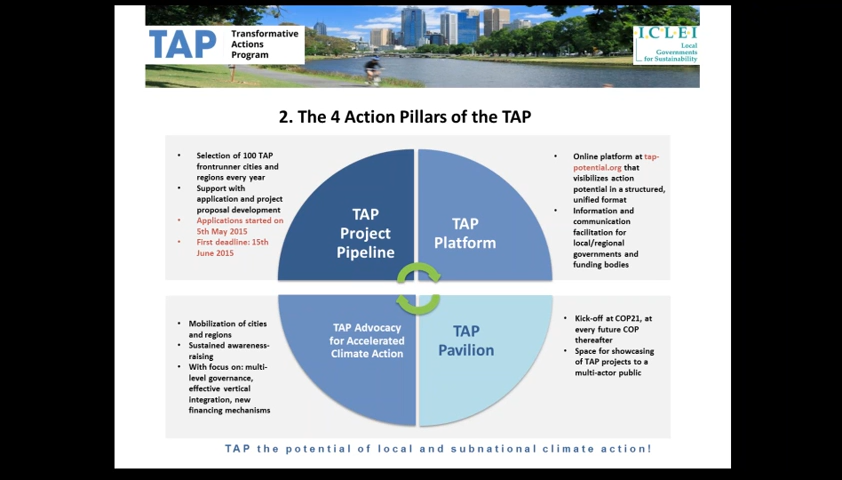 TAP
Transformative
Actions
Program
I.C.L.E.I
Local
Governments
for Sustainability
2. The 4 Action Pillars of the TAP
• Selection of 100 TAP
frontrunner cities and
regions every year
• Support with
application and project
proposal development
• Applications started on
5th May 2015
• First deadline: 15th
June 2015
TAP
Project
Pipeline
TAP
Platform
• Online platform at tap-
potential.org that
visibilizes action
potential in a structured,
unified format
• Information and
communication
facilitation for
local/regional
governments and
funding bodies
• Mobilization of cities
and regions
• Sustained awareness-
raising
• With focus on: multi-
level governance,
effective vertical
integration, new
financing mechanisms
TAP Advocacy
for Accelerated
Climate Action
TAP
Pavilion
• Kick-off at COP21, at
every future COP
thereafter
• Space for showcasing
of TAP projects to a
multi-actor public
TAP the potential of local and subnational climate action!